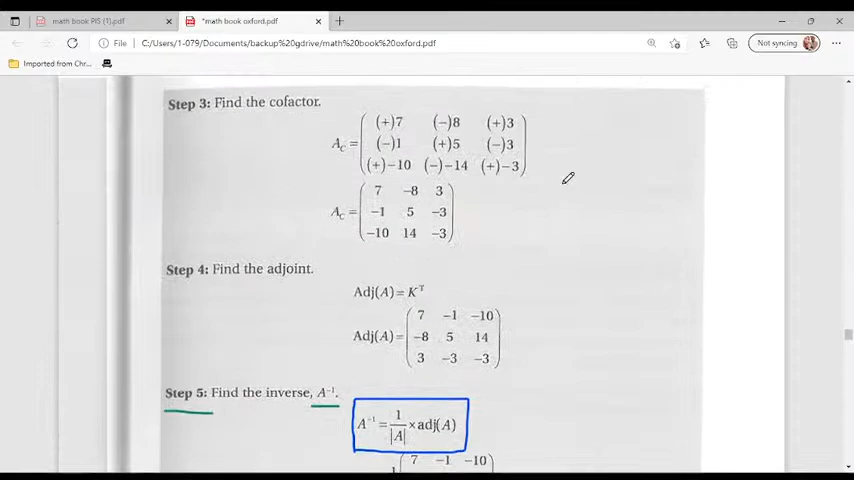 math book PIS (1).pdf
*math book oxford.pdf
File
C:/Users/1-079/Documents/backup%20gdrive/math%20book%20oxford.pdf
Not syncing
Imported from Chr...
Step 3: Find the cofactor.
(+)7 (−)8 (+)3
A_C = (−)1 (+)5 (−)3
(+)−10 (−)−14 (+)−3
7 −8 3
A_C = −1 5 −3
−10 14 −3
Step 4: Find the adjoint.
Adj(A) = K^T
7 −1 −10
Adj(A) = −8 5 14
3 −3 −3
Step 5: Find the inverse, A⁻¹.
A⁻¹ = 1/|A| × adj(A)
1 7 −1 −10